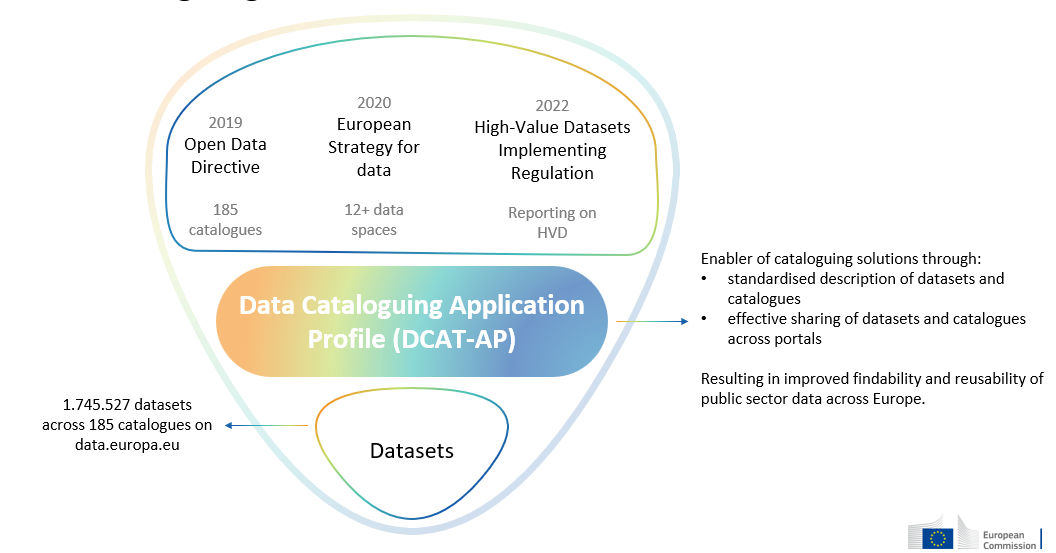 2019
Open Data
Directive
185
catalogues
2020
European
Strategy for
data
12+ data
spaces
2022
High-Value Datasets
Implementing
Regulation
Reporting on
HVD
Data Cataloguing Application
Profile (DCAT-AP)
Enabler of cataloguing solutions through:
• standardised description of datasets and
catalogues
• effective sharing of datasets and catalogues
across portals
Resulting in improved findability and reusability of
public sector data across Europe.
1.745.527 datasets
across 185 catalogues on
data.europa.eu
Datasets
European
Commission